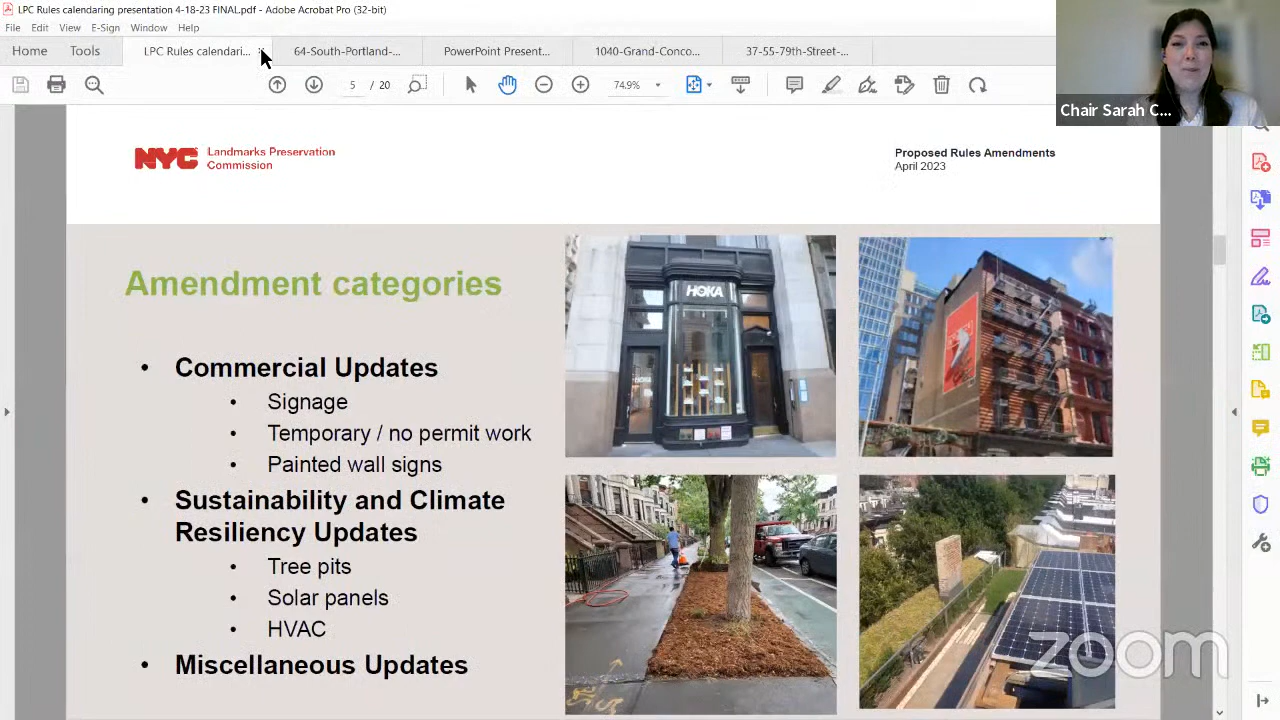 LPC Rules calendaring presentation 4-18-23 FINAL.pdf - Adobe Acrobat Pro (32-bit)
File Edit View E-Sign Window Help
Home Tools LPC Rules calendari... 64-South-Portland-... Powerpoint Present... 1040-Grand-Conco... 37-55-79th-Street-...
5 / 20 74.9%
Chair Sarah C...
NYC Landmarks Preservation
Commission
Proposed Rules Amendments
April 2023
Amendment categories
• Commercial Updates
• Signage
• Temporary / no permit work
• Painted wall signs
• Sustainability and Climate
Resiliency Updates
• Tree pits
• Solar panels
• HVAC
• Miscellaneous Updates
HOKA
zoom